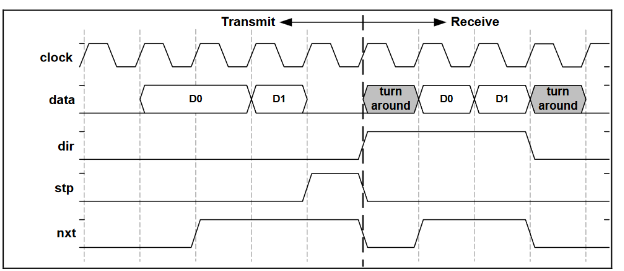 Transmit Receive
clock
data D0 D1 turn around D0 D1 turn around
dir
stp
nxt